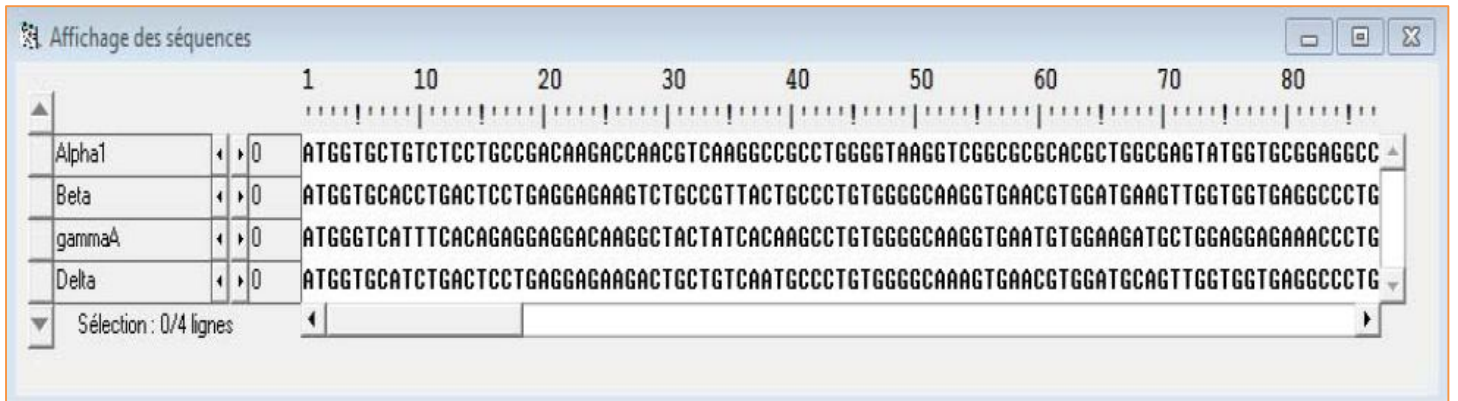 Affichage des séquences
1 10 20 30 40 50 60 70 80
Alpha1 0 ATGGTGCTGTCTCCTGCCGACAAGACCAACGTCAAGGCCGCCTGGGGTAAGGTCGGCGCGCACGCTGGCGAGTATGGTGCGGAGGCC
Beta 0 ATGGTGCACCTGACTCCTGAGGAGAAGTCTGCCGTTACTGCCCTGTGGGGCAAGGTGAACGTGGATGAAGTTGGTGGTGAGGCCCTG
gammaA 0 ATGGGTCATTTCACAGAGGAGGACAAGGCTACTATCACAAGCCTGTGGGGCAAGGTGAATGTGGAAGATGCTGGAGGAGAAACCCTG
Delta 0 ATGGTGCATCTGACTCCTGAGGAGAAGACTGCTGTCAATGCCCTGTGGGGCAAAGTGAACGTGGATGCAGTTGGTGGTGAGGCCCTG
Sélection : 0/4 lignes